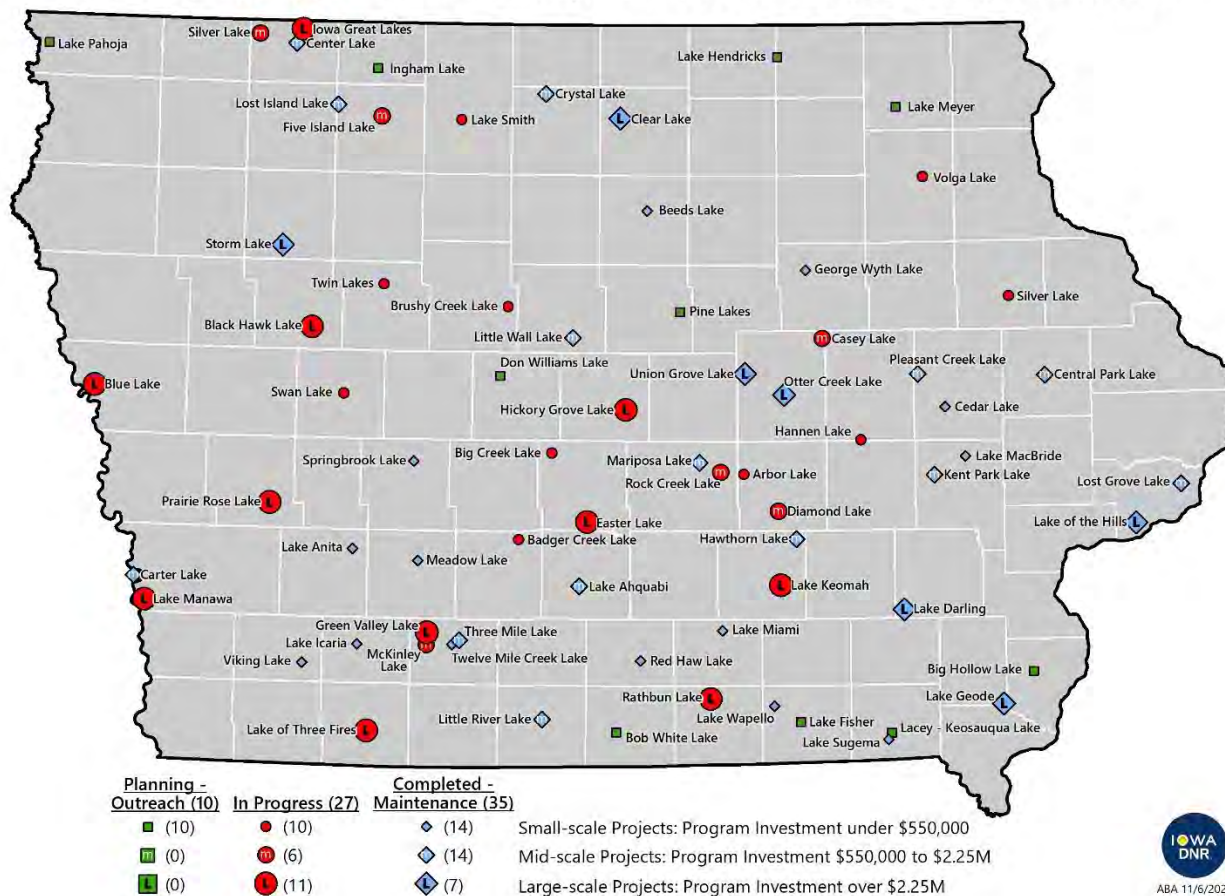 Silver Lake
m
L
Iowa Great Lakes
m
Center Lake
Lake Pahoja
Ingham Lake
Lake Hendricks
Lost Island Lake
m
Crystal Lake
m
Lake Meyer
Five Island Lake
m
Lake Smith
L
Clear Lake
Volga Lake
Beeds Lake
Storm Lake
L
George Wyth Lake
Twin Lakes
Silver Lake
Brushy Creek Lake
Black Hawk Lake
L
Pine Lakes
Little Wall Lake
m
m
Casey Lake
Don Williams Lake
Pleasant Creek Lake
m
L
Blue Lake
Union Grove Lake
L
Otter Creek Lake
L
m
Central Park Lake
Swan Lake
Hickory Grove Lake
L
Cedar Lake
Hannen Lake
Springbrook Lake
Big Creek Lake
Mariposa Lake
m
Lake MacBride
Rock Creek Lake
m
Arbor Lake
m
Kent Park Lake
Lost Grove Lake
m
Prairie Rose Lake
L
L
Easter Lake
m
Diamond Lake
Lake of the Hills
L
Badger Creek Lake
Hawthorn Lake
m
Lake Anita
Meadow Lake
m
Carter Lake
m
Lake Ahquabi
L
Lake Keomah
L
Lake Manawa
L
Lake Darling
Green Valley Lake
L
Three Mile Lake
m
Lake Miami
Lake Icaria
McKinley
Lake
m
Twelve Mile Creek Lake
Viking Lake
Red Haw Lake
Big Hollow Lake
Rathbun Lake
L
Lake Geode
L
Lake Wapello
Lake of Three Fires
L
Little River Lake
m
Bob White Lake
Lake Fisher
Lacey - Keosauqua Lake
Lake Sugema
Planning -
Outreach (10)
In Progress (27)
Completed -
Maintenance (35)
(10)
(10)
(14)
Small-scale Projects: Program Investment under $550,000
m (0)
m (6)
m (14)
Mid-scale Projects: Program Investment $550,000 to $2.25M
L (0)
L (11)
L (7)
Large-scale Projects: Program Investment over $2.25M
IOWA
DNR
ABA